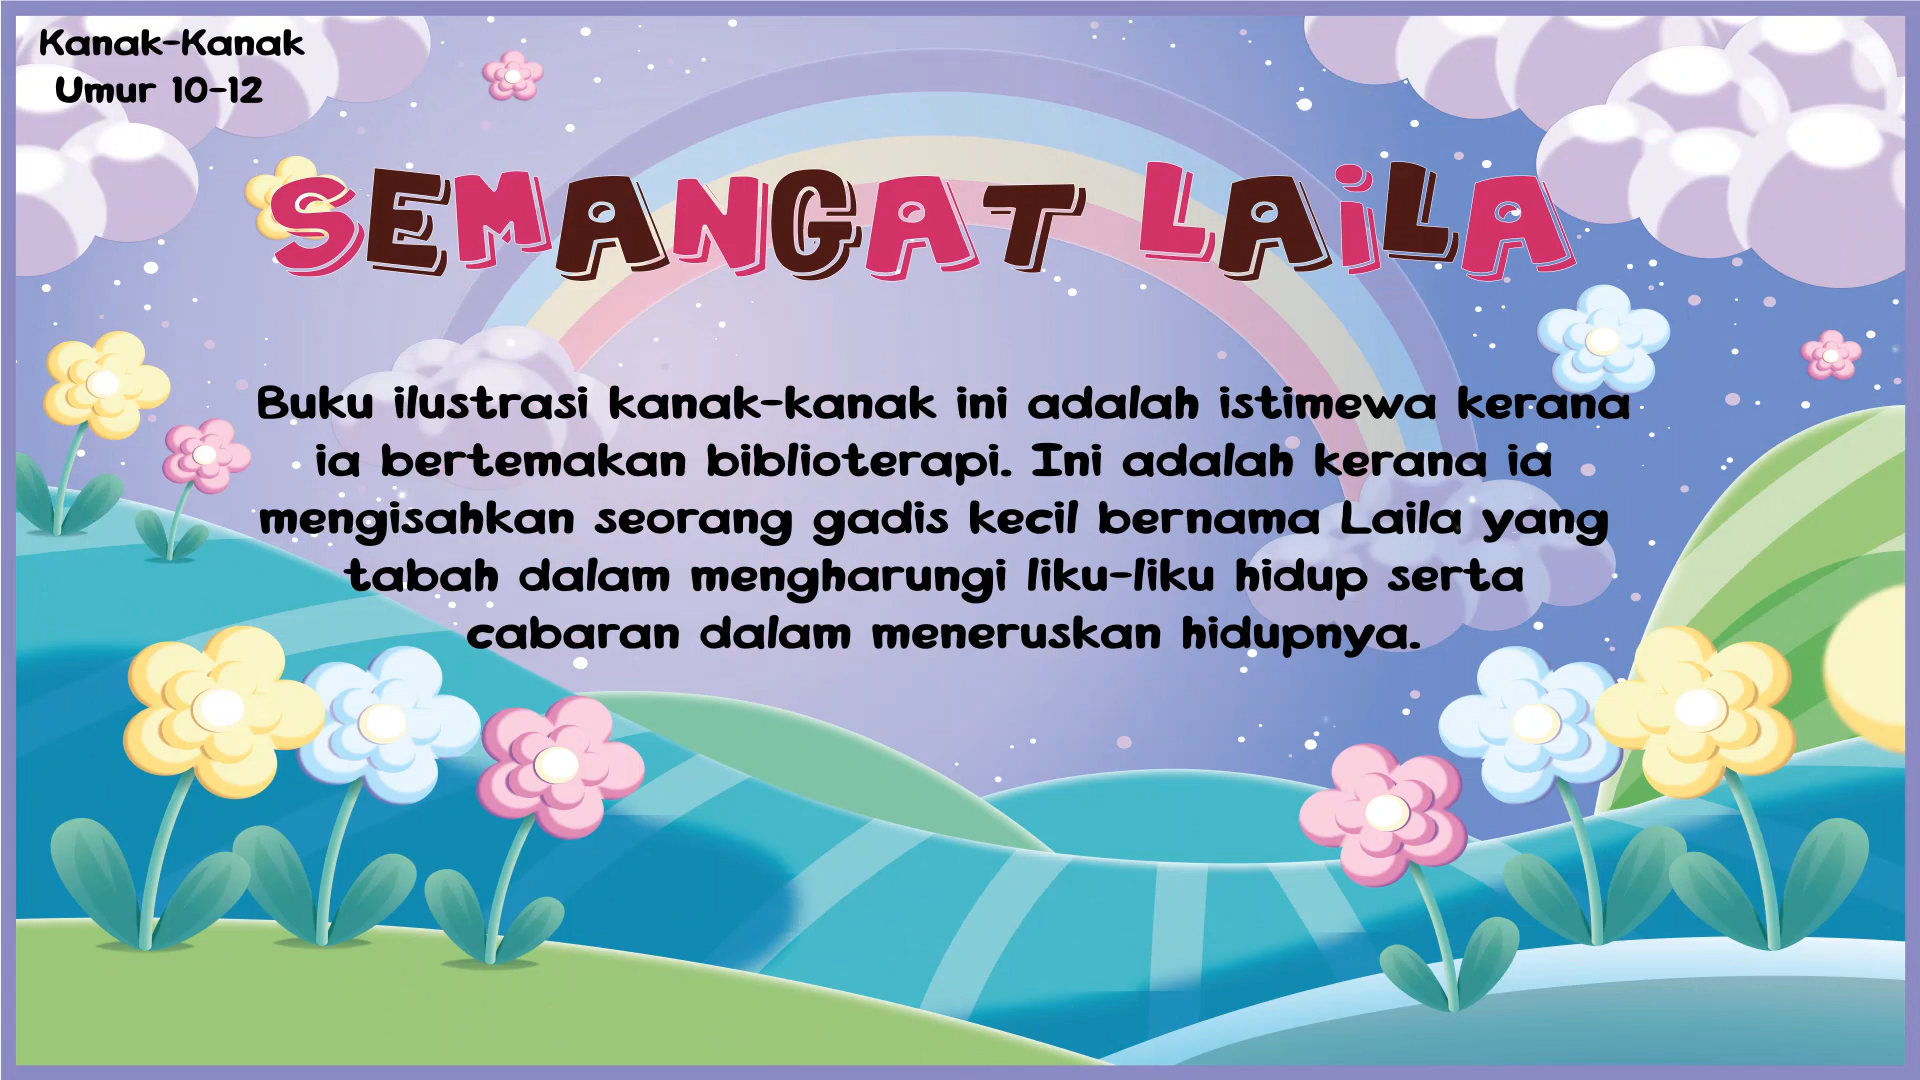 Kanak-Kanak
Umur 10-12
SEMANGAT LAiLA
Buku ilustrasi kanak-kanak ini adalah istimewa kerana
ia bertemakan biblioterapi. Ini adalah kerana ia
mengisahkan seorang gadis kecil bernama Laila yang
tabah dalam mengharungi liku-liku hidup serta
cabaran dalam meneruskan hidupnya.